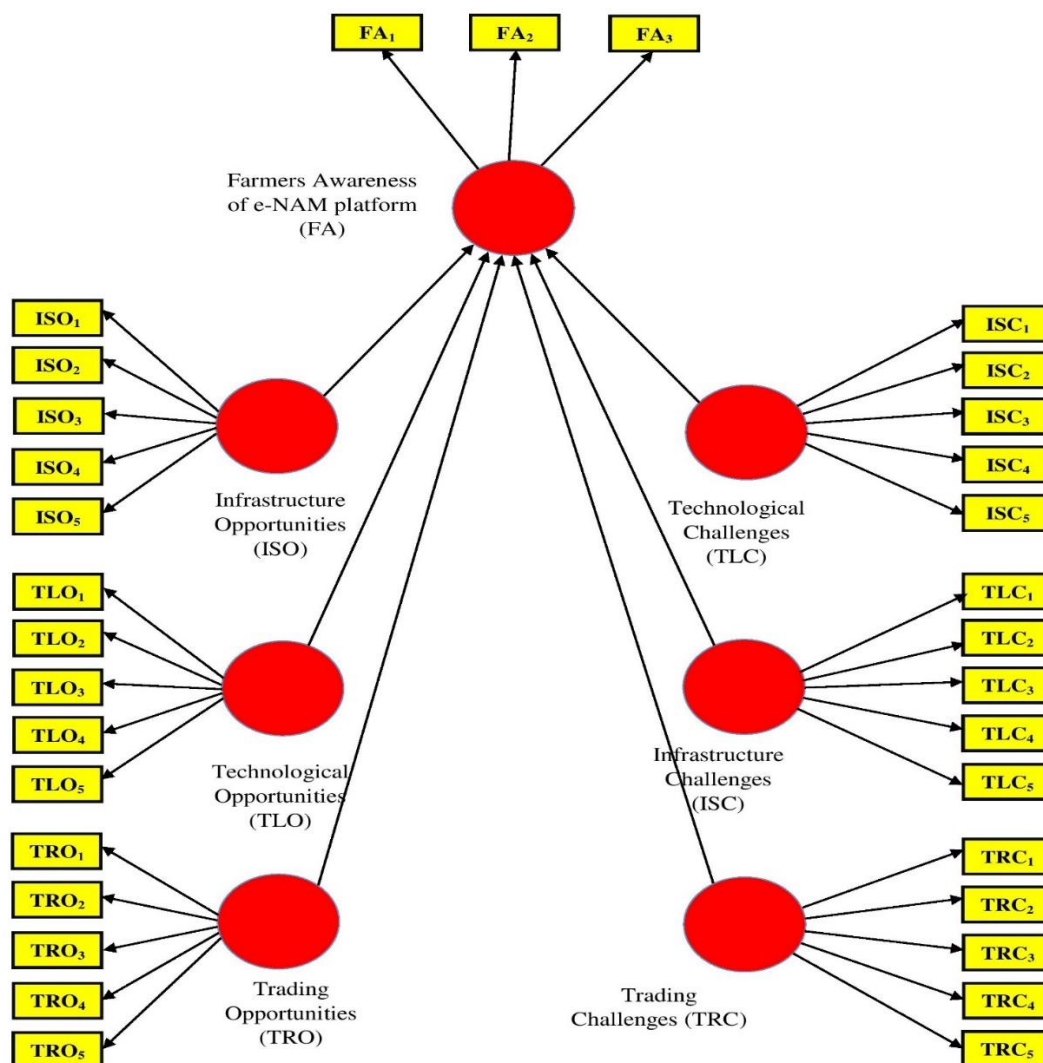 FA₁
FA₂
FA₃
Farmers Awareness
of e-NAM platform
(FA)
ISO₁
ISO₂
ISO₃
ISO₄
ISO₅
Infrastructure
Opportunities
(ISO)
ISC₁
ISC₂
ISC₃
ISC₄
ISC₅
Technological
Challenges
(TLC)
TLO₁
TLO₂
TLO₃
TLO₄
TLO₅
Technological
Opportunities
(TLO)
TLC₁
TLC₂
TLC₃
TLC₄
TLC₅
Infrastructure
Challenges
(ISC)
TRO₁
TRO₂
TRO₃
TRO₄
TRO₅
Trading
Opportunities
(TRO)
TRC₁
TRC₂
TRC₃
TRC₄
TRC₅
Trading
Challenges (TRC)